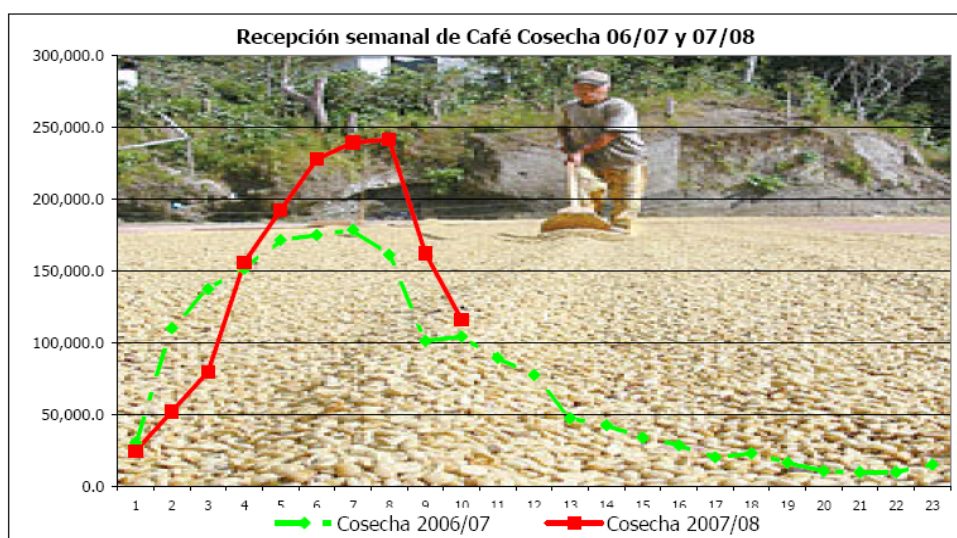 Recepción semanal de Café Cosecha 06/07 y 07/08
300,000.0
250,000.0
200,000.0
150,000.0
100,000.0
50,000.0
0.0
1 2 3 4 5 6 7 8 9 10 11 12 13 14 15 16 17 18 19 20 21 22 23
Cosecha 2006/07 Cosecha 2007/08